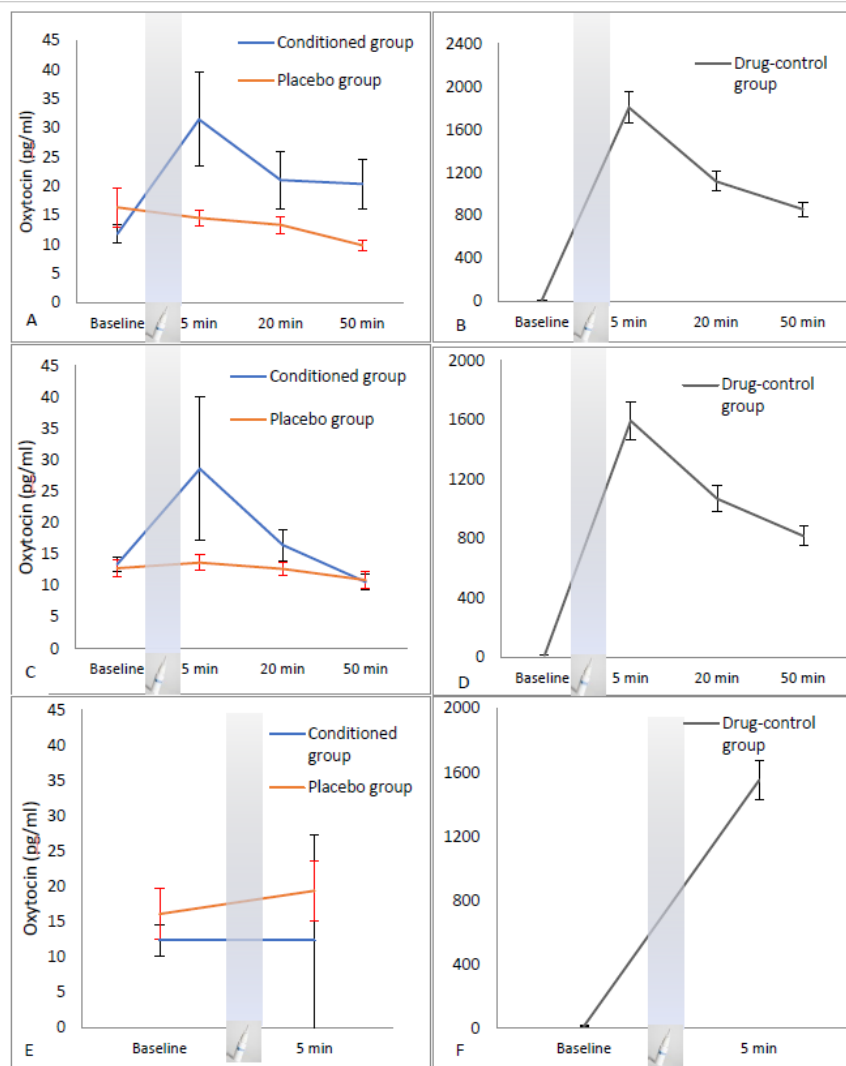 45
40
35
30
25
20
15
10
5
0
Oxytocin (pg/ml)
Conditioned group
Placebo group
A
Baseline
5 min
20 min
50 min
2400
2000
1600
1200
800
400
0
Drug-control
group
B
Baseline
5 min
20 min
50 min
45
40
35
30
25
20
15
10
5
0
Oxytocin (pg/ml)
Conditioned group
Placebo group
C
Baseline
5 min
20 min
50 min
2000
1600
1200
800
400
0
Drug-control
group
D
Baseline
5 min
20 min
50 min
45
40
35
30
25
20
15
10
5
0
Oxytocin (pg/ml)
Conditioned
group
Placebo group
E
Baseline
5 min
2000
1600
1200
800
400
0
Drug-control
group
F
Baseline
5 min